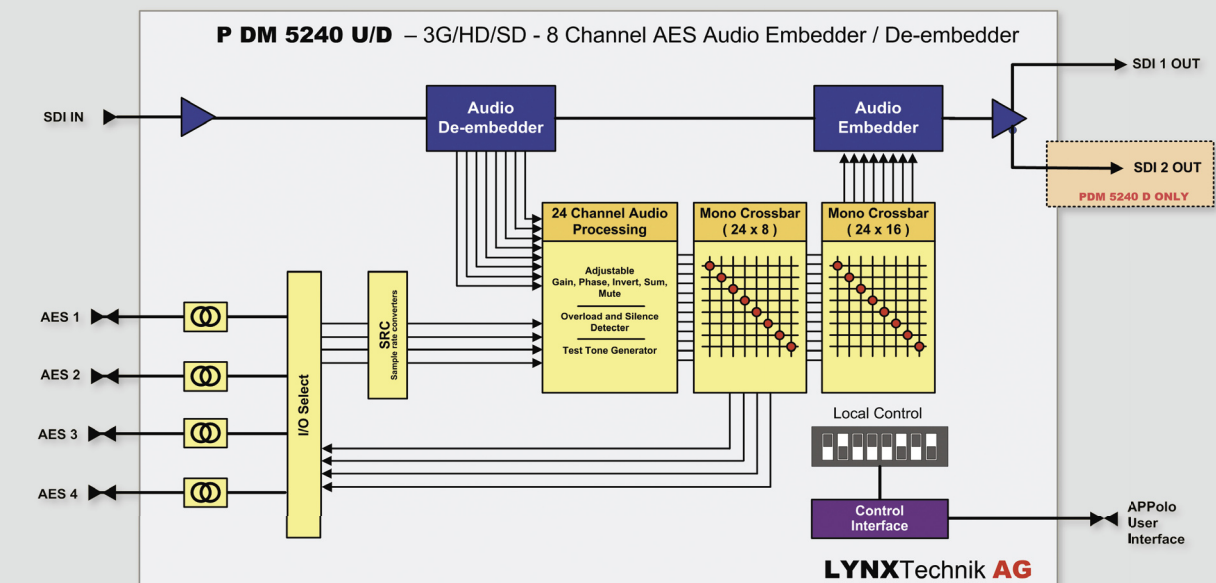 P DM 5240 U/D – 3G/HD/SD - 8 Channel AES Audio Embedder / De-embedder
SDI IN
Audio
De-embedder
Audio
Embedder
SDI 1 OUT
SDI 2 OUT
PDM 5240 D ONLY
24 Channel Audio
Processing
Adjustable
Gain, Phase, Invert, Sum,
Mute
Overload and Silence
Detecter
Test Tone Generator
Mono Crossbar
( 24 x 8 )
Mono Crossbar
( 24 x 16 )
AES 1
AES 2
AES 3
AES 4
I/O Select
SRC
Sample rate converters
Local Control
Control
Interface
APPolo
User
Interface
LYNXTechnik AG